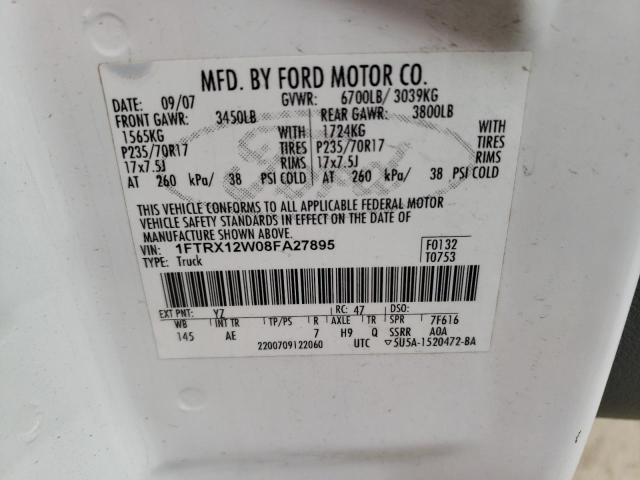 MFD. BY FORD MOTOR CO.
DATE: 09/07 GVWR: 6700LB/ 3039KG
FRONT GAWR: 3450LB REAR GAWR: 3800LB
1565KG WITH 1724KG WITH
P235/70R17 TIRES P235/70R17 TIRES
17x7.5J RIMS 17x7.5J RIMS
AT 260 kPa/ 38 PSI COLD AT 260 kPa/ 38 PSI COLD
THIS VEHICLE CONFORMS TO ALL APPLICABLE FEDERAL MOTOR
VEHICLE SAFETY STANDARDS IN EFFECT ON THE DATE OF
MANUFACTURE SHOWN ABOVE.
VIN: 1FTRX12W08FA27895 F0132
TYPE: Truck T0753
EXT PNT: YZ RC: 47 DSO:
WB INT TR TP/PS R AXLE TR SPR 7F616
145 AE 7 H9 Q SSRR A0A
2200709122060 UTC ▽5U5A-1520472-BA